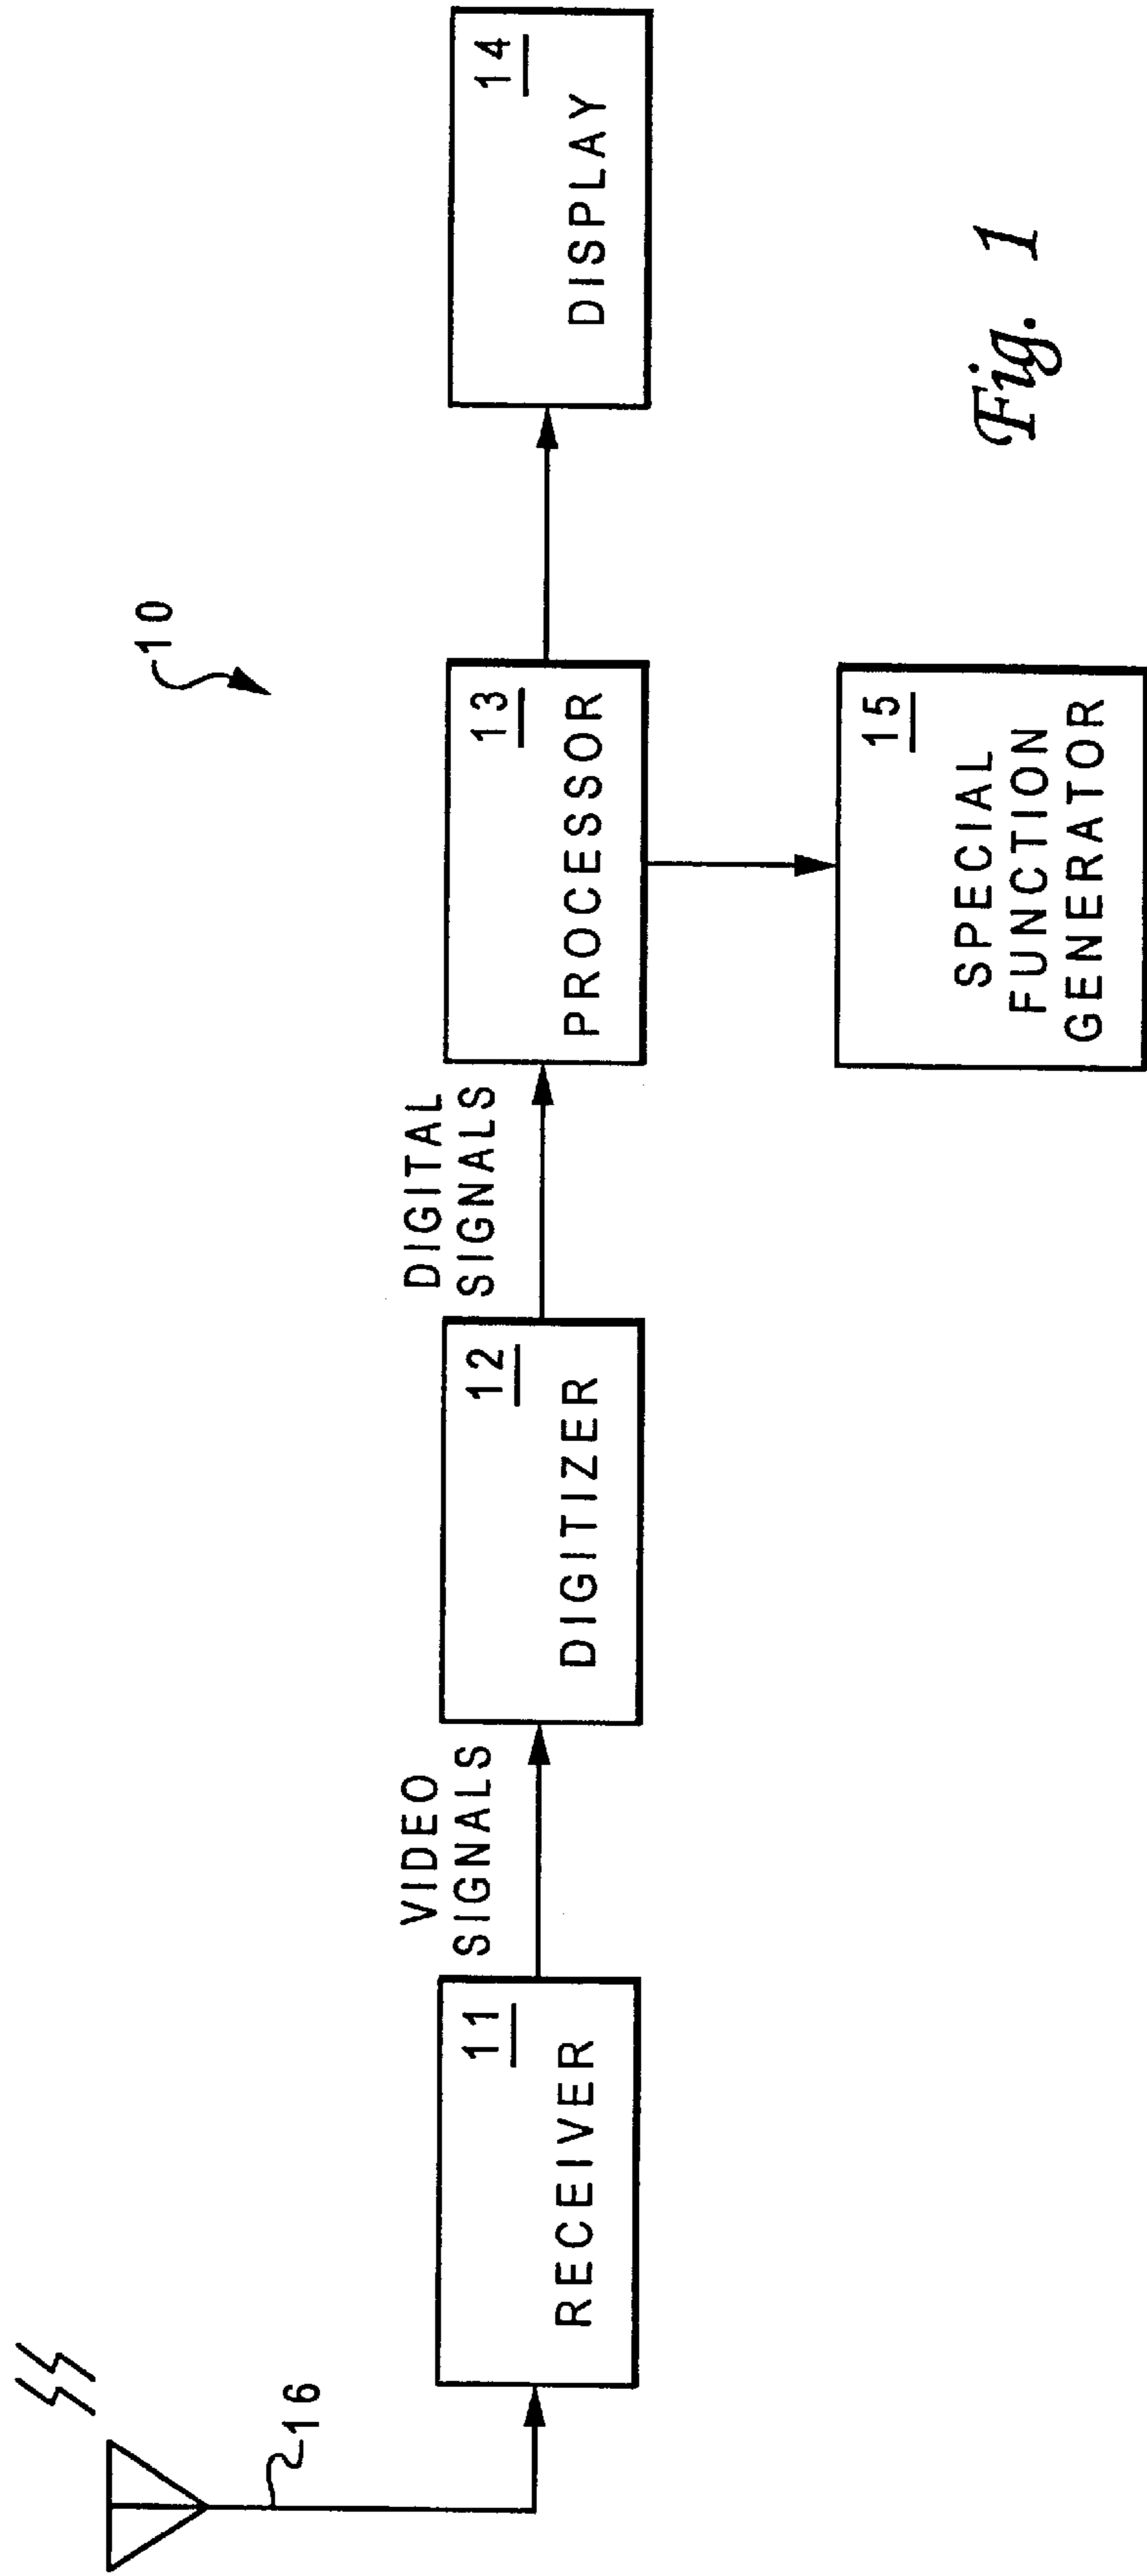 10
16
VIDEO
SIGNALS
DIGITAL
SIGNALS
11
RECEIVER
12
DIGITIZER
13
PROCESSOR
14
DISPLAY
15
SPECIAL
FUNCTION
GENERATOR
Fig. 1